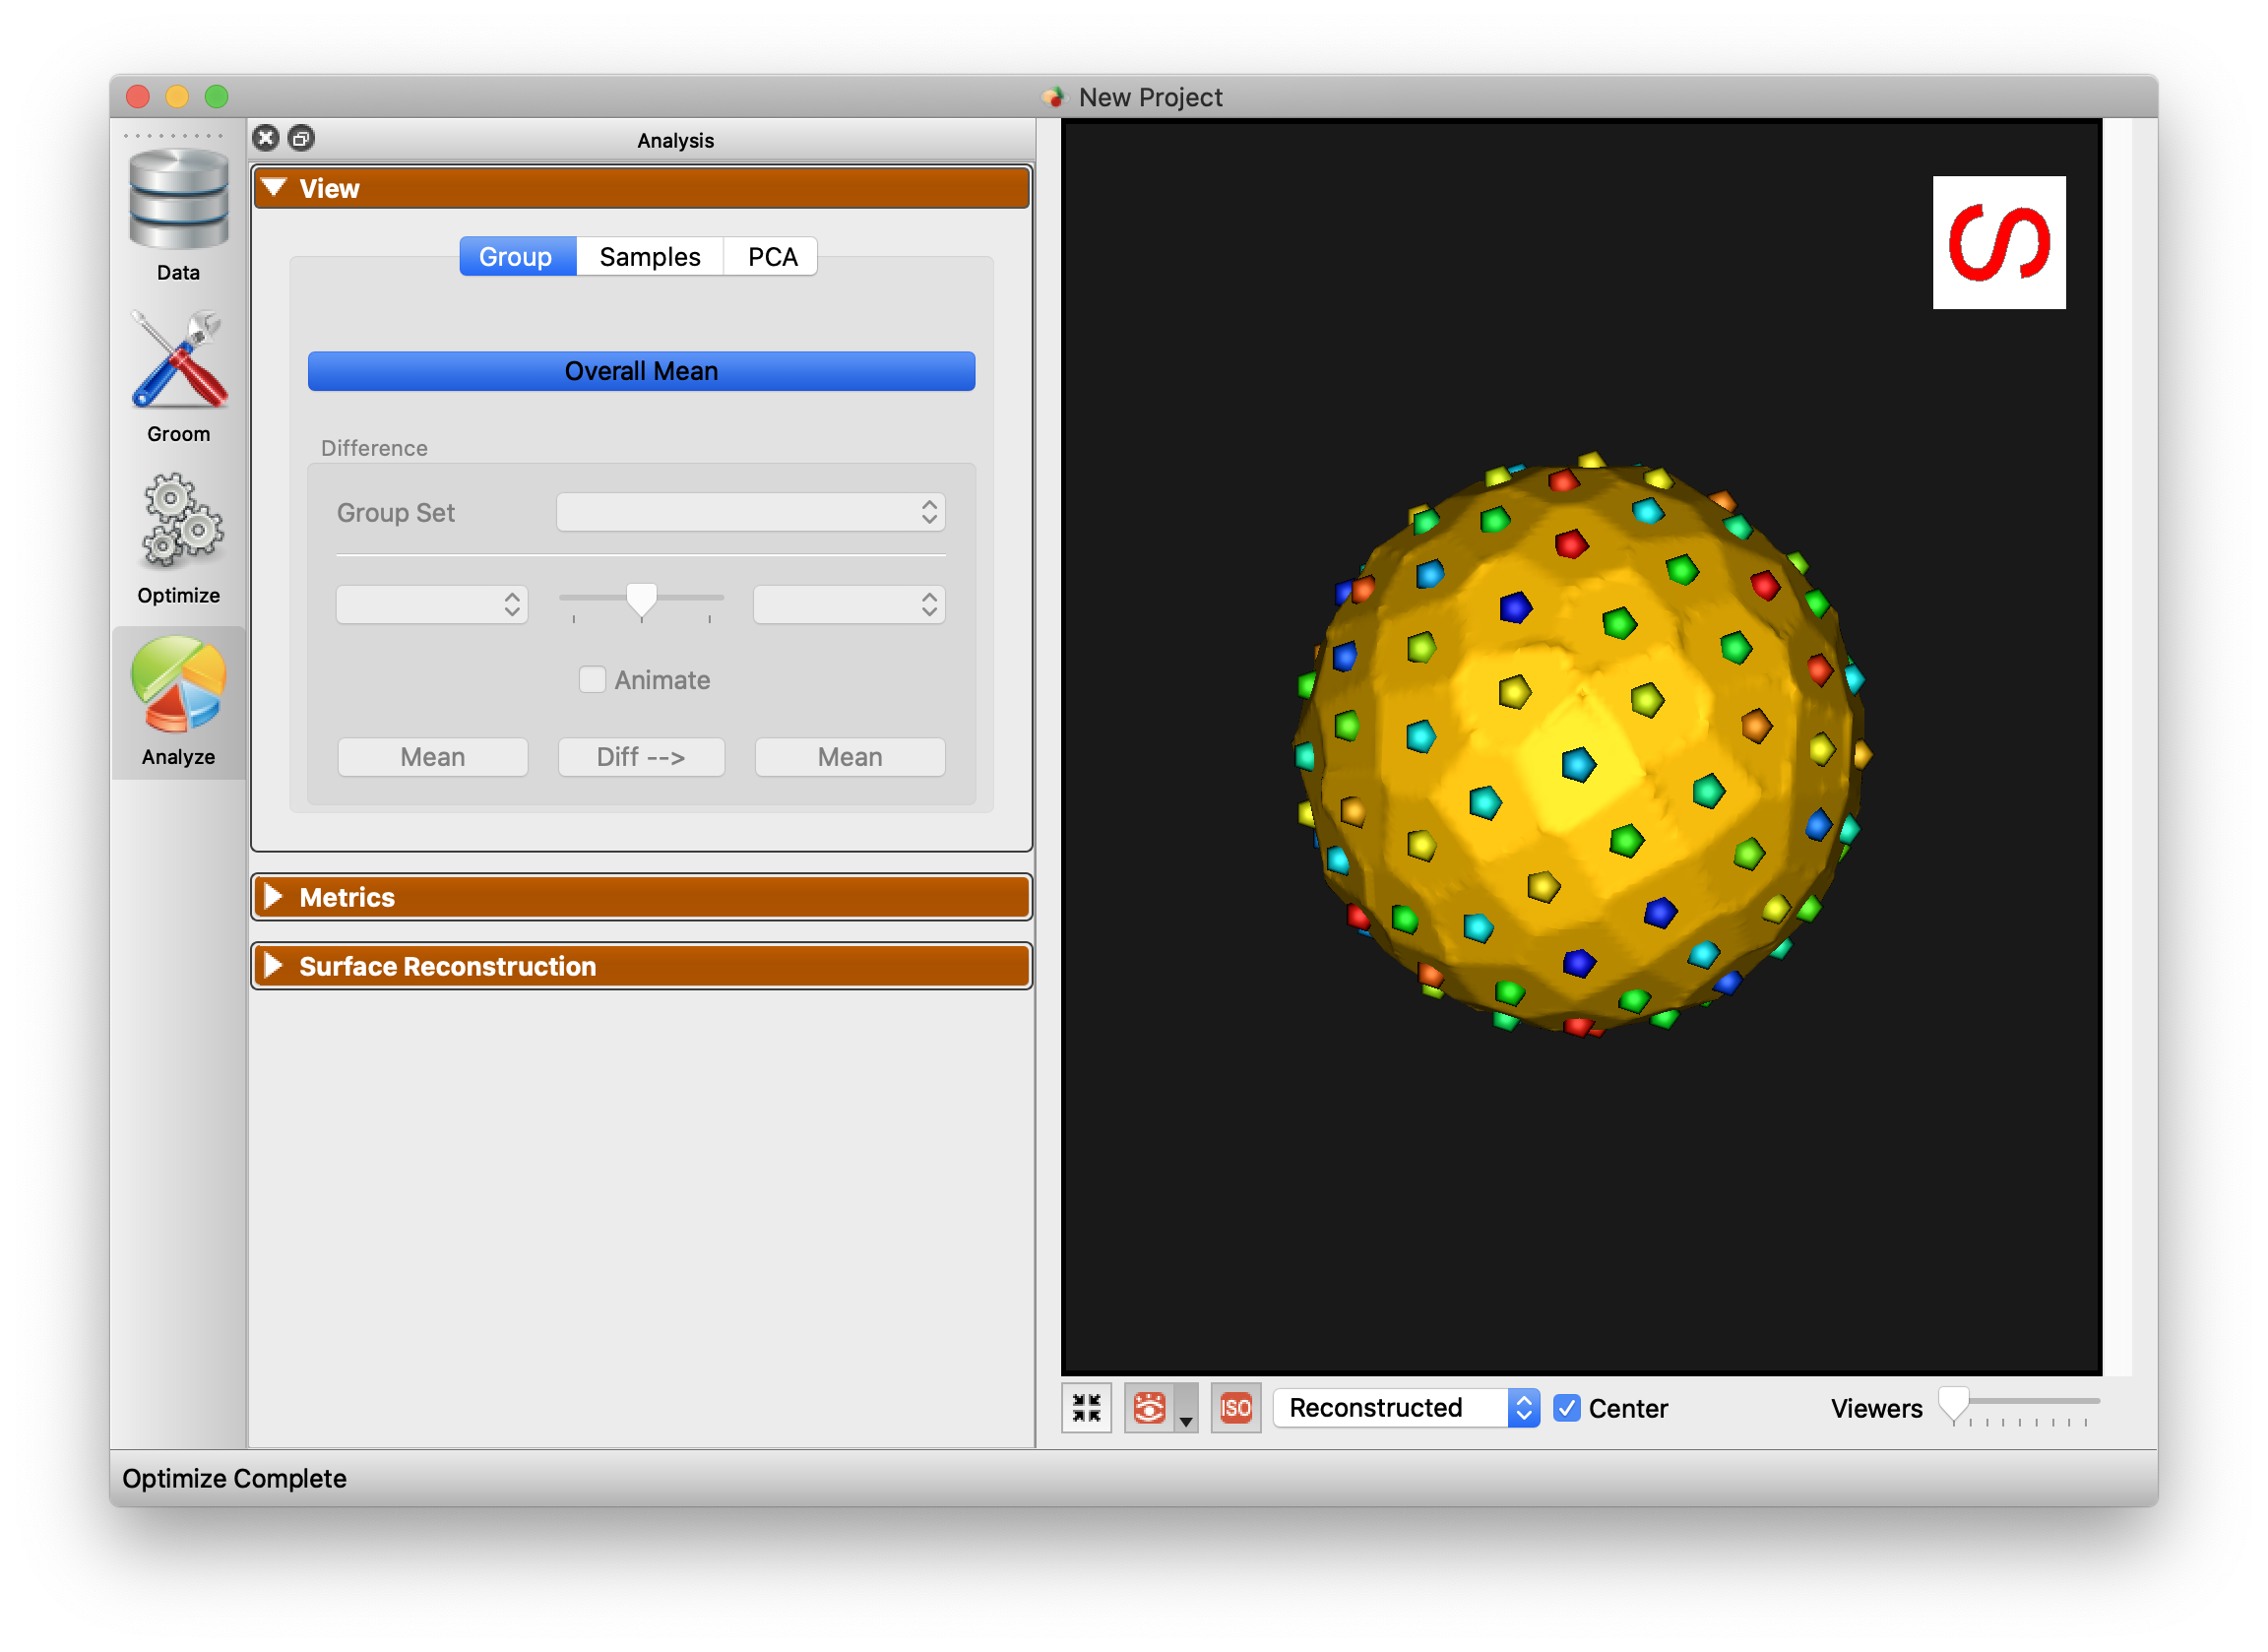 New Project
Data
Groom
Optimize
Analyze
Analysis
View
Group Samples PCA
Overall Mean
Difference
Group Set
Animate
Mean Diff --> Mean
Metrics
Surface Reconstruction
S
ISO Reconstructed Center Viewers
Optimize Complete